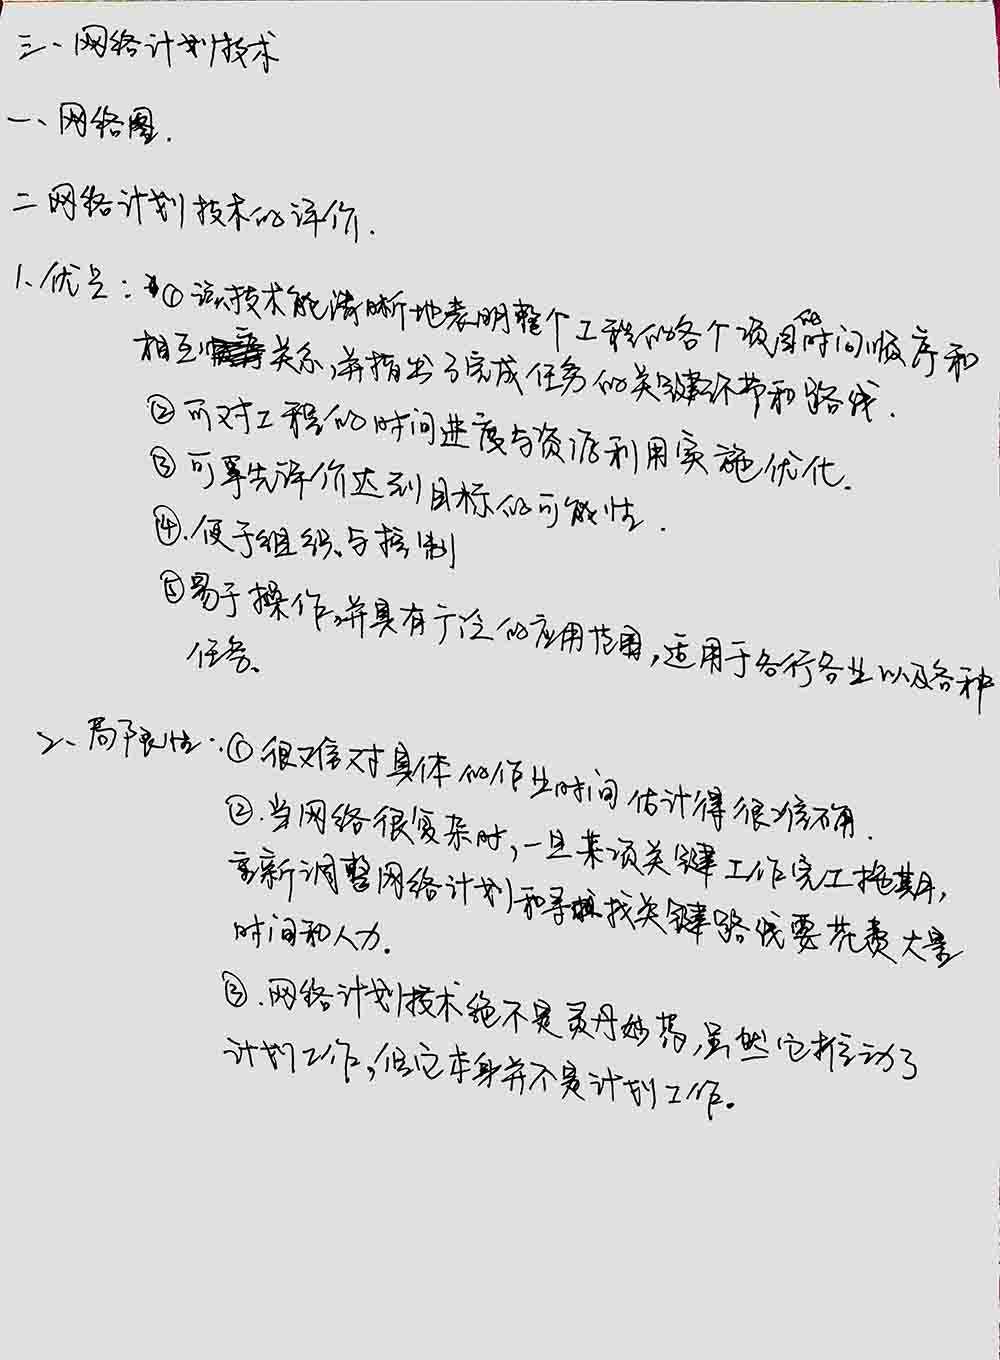 三、网络计划技术
一、网络图.
二网络计划技术的评价.
1、优点：①该技术能清晰地表明整个工程的各个项目的时间顺序和
相互关系,并指出了完成任务的关键环节和路线.
②可对工程的时间进度与资源利用实施优化.
③可事先评价达到目标的可能性.
④.便于组织与控制
⑤易于操作,并具有广泛的应用范围,适用于各行各业以及各种
任务、
2、局限性：①很难对具体的作业时间估计得很准确.
②.当网络很复杂时,一旦某项关键工作完工拖期,
重新调整网络计划和寻找关键路线要花费大量
时间和人力.
③.网络计划技术绝不是灵丹妙药,虽然它推动了
计划工作,但它本身并不是计划工作。